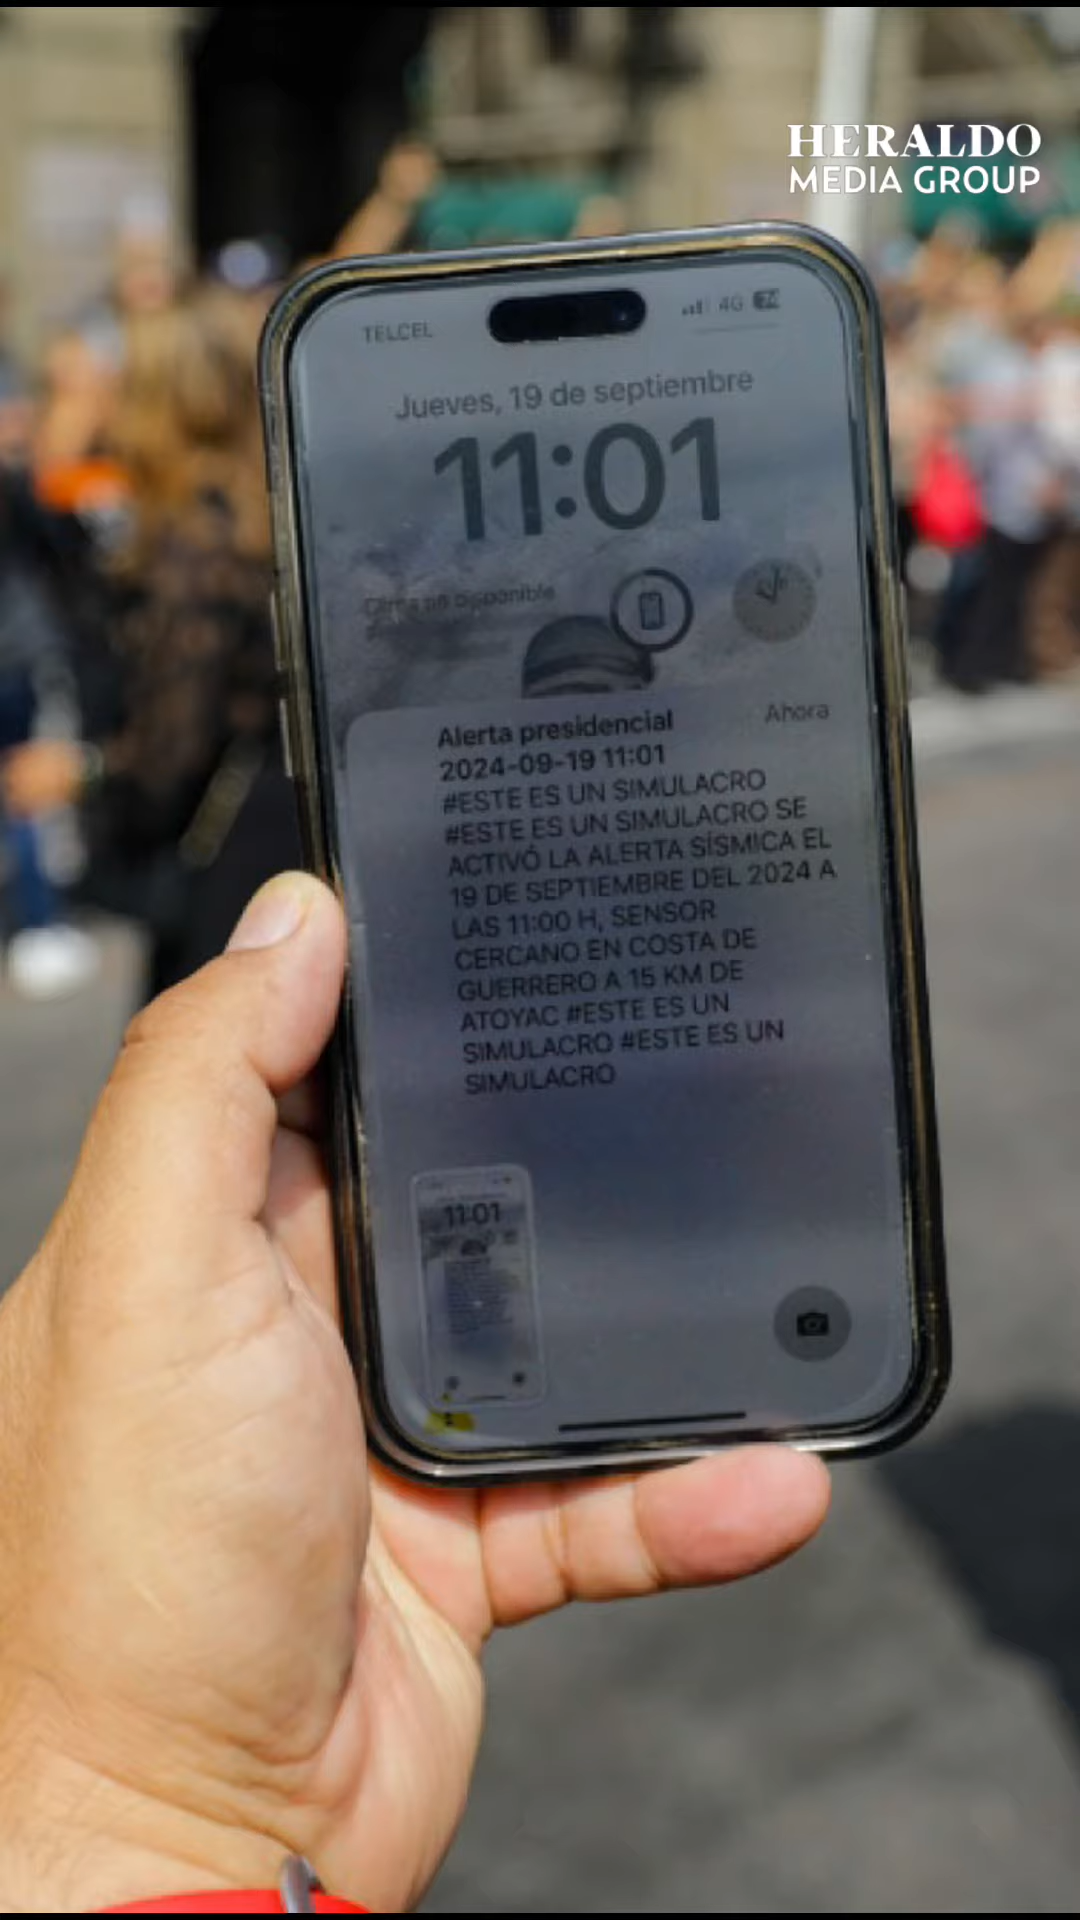 HERALDO
MEDIA GROUP
TELCEL
4G
Jueves, 19 de septiembre
11:01
Clima no disponible
Alerta presidencial
Ahora
2024-09-19 11:01
#ESTE ES UN SIMULACRO
#ESTE ES UN SIMULACRO SE
ACTIVÓ LA ALERTA SÍSMICA EL
19 DE SEPTIEMBRE DEL 2024 A
LAS 11:00 H, SENSOR
CERCANO EN COSTA DE
GUERRERO A 15 KM DE
ATOYAC #ESTE ES UN
SIMULACRO #ESTE ES UN
SIMULACRO
11:01